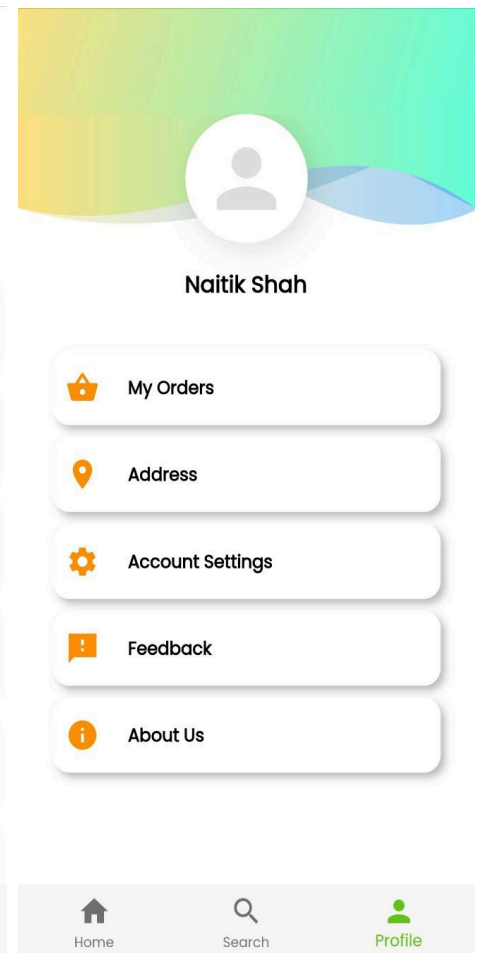 Naitik Shah
My Orders
Address
Account Settings
Feedback
About Us
Home Search Profile